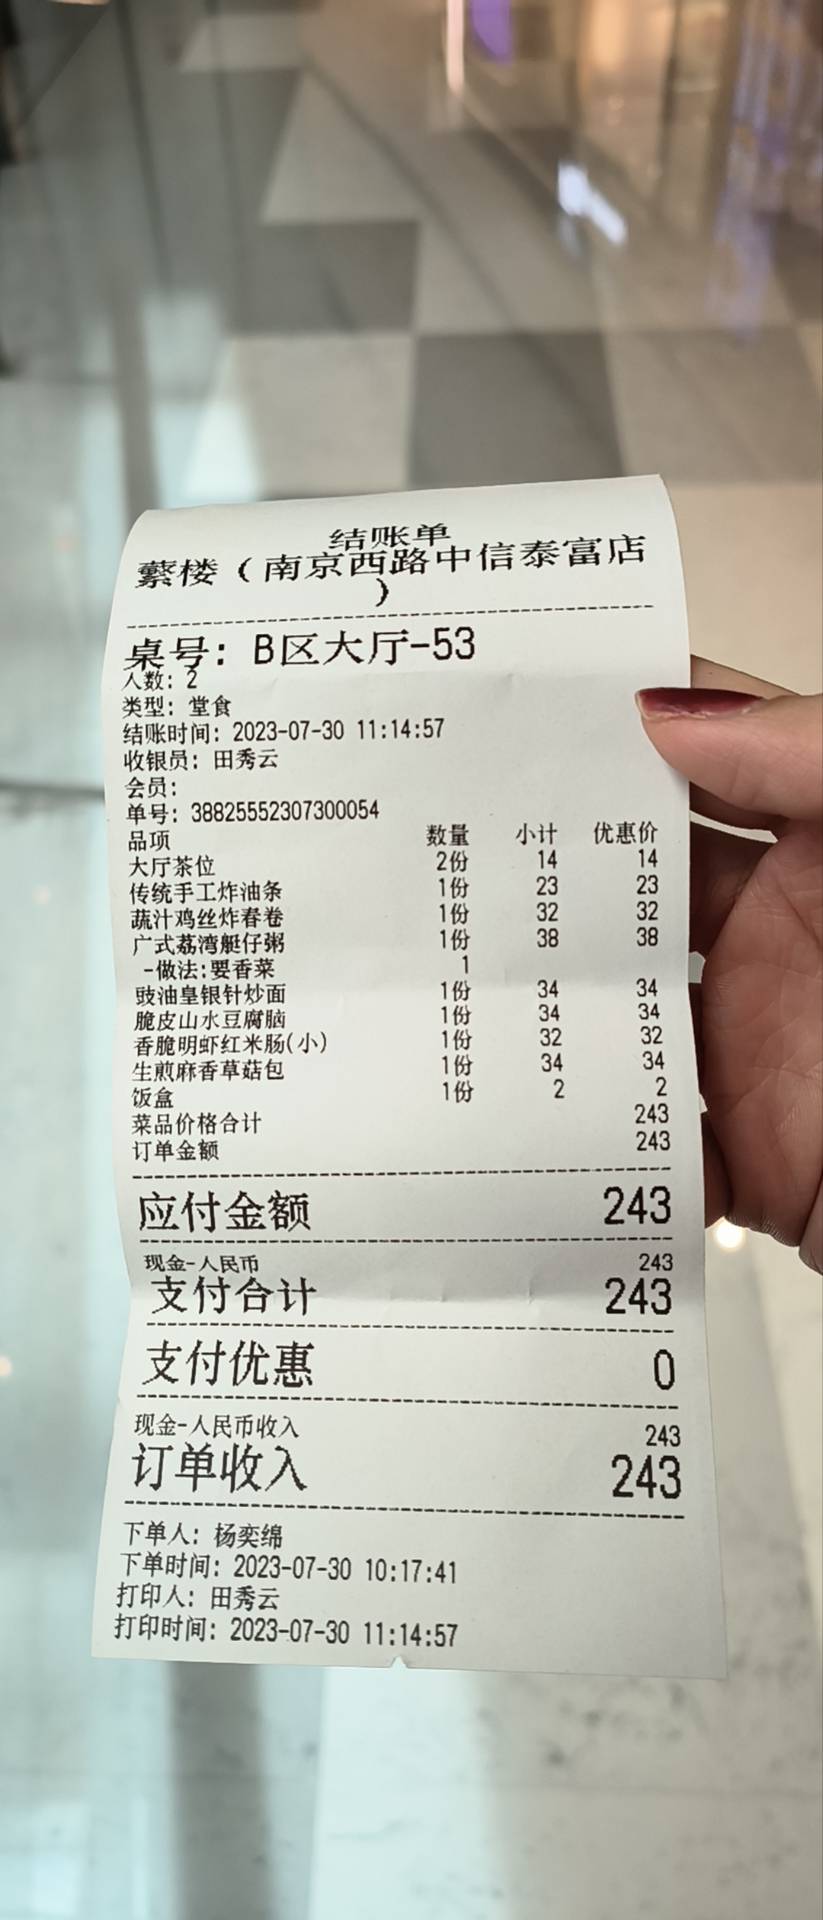 结账单
蘩楼（南京西路中信泰富店
）
桌号: B区大厅-53
人数: 2
类型: 堂食
结账时间: 2023-07-30 11:14:57
收银员: 田秀云
会员:
单号: 38825552307300054
品项 数量 小计 优惠价
大厅茶位 2份 14 14
传统手工炸油条 1份 23 23
蔬汁鸡丝炸春卷 1份 32 32
广式荔湾艇仔粥 1份 38 38
-做法:要香菜 1
豉油皇银针炒面 1份 34 34
脆皮山水豆腐脑 1份 34 34
香脆明虾红米肠(小) 1份 32 32
生煎麻香草菇包 1份 34 34
饭盒 1份 2 2
菜品价格合计 243
订单金额 243
应付金额 243
现金-人民币 243
支付合计 243
支付优惠 0
现金-人民币收入 243
订单收入 243
下单人: 杨奕绵
下单时间: 2023-07-30 10:17:41
打印人: 田秀云
打印时间: 2023-07-30 11:14:57